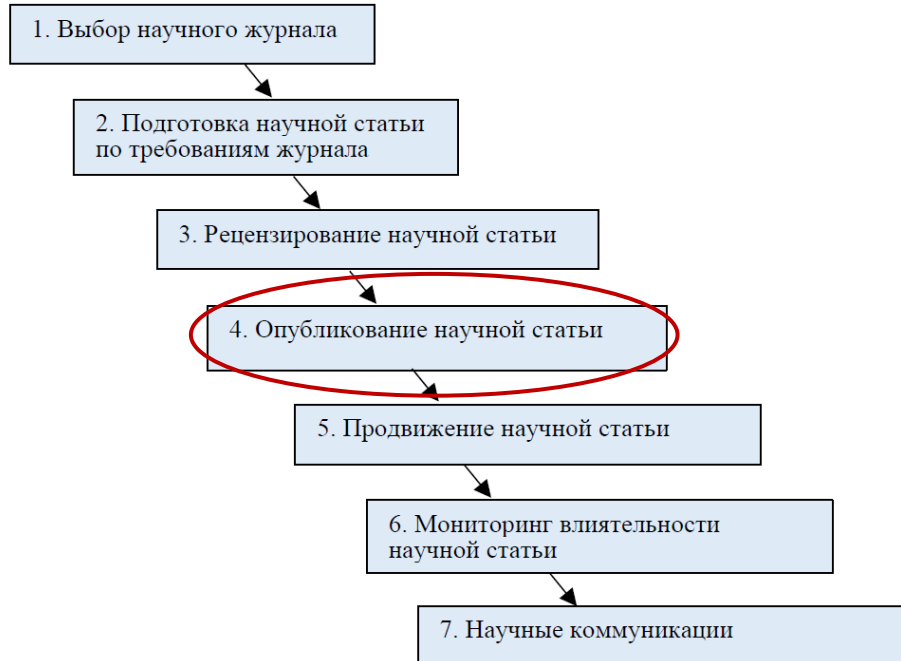 1. Выбор научного журнала
2. Подготовка научной статьи
по требованиям журнала
3. Рецензирование научной статьи
4. Опубликование научной статьи
5. Продвижение научной статьи
6. Мониторинг влиятельности
научной статьи
7. Научные коммуникации